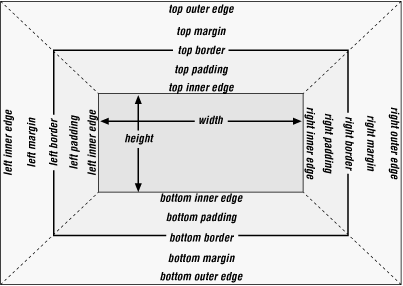 top outer edge
top margin
top border
top padding
top inner edge
width
height
left inner edge
left margin
left border
left padding
left inner edge
right inner edge
right padding
right border
right margin
right outer edge
bottom inner edge
bottom padding
bottom border
bottom margin
bottom outer edge